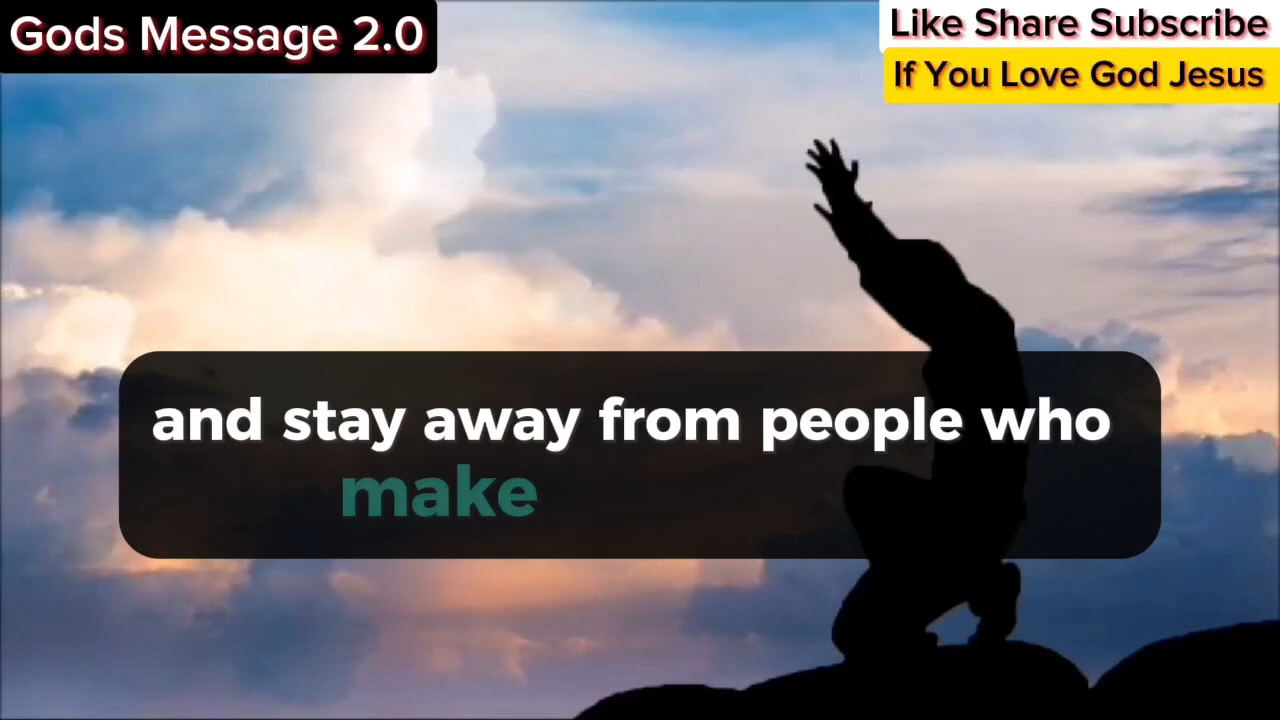 Gods Message 2.0
Like Share Subscribe
If You Love God Jesus
and stay away from people who
make